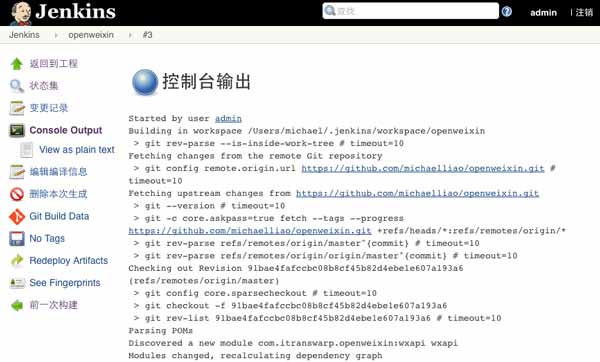 Jenkins
查找
admin
| 注销
Jenkins
openweixin
#3
返回到工程
状态集
变更记录
Console Output
View as plain text
编辑编译信息
删除本次生成
Git Build Data
No Tags
Redeploy Artifacts
See Fingerprints
前一次构建
控制台输出
Started by user admin
Building in workspace /Users/michael/.jenkins/workspace/openweixin
> git rev-parse --is-inside-work-tree # timeout=10
Fetching changes from the remote Git repository
> git config remote.origin.url https://github.com/michaelliao/openweixin.git #
timeout=10
Fetching upstream changes from https://github.com/michaelliao/openweixin.git
> git --version # timeout=10
> git -c core.askpass=true fetch --tags --progress
https://github.com/michaelliao/openweixin.git +refs/heads/*:refs/remotes/origin/*
> git rev-parse refs/remotes/origin/master^{commit} # timeout=10
> git rev-parse refs/remotes/origin/origin/master^{commit} # timeout=10
Checking out Revision 91bae4fafccbc08b8cf45b82d4ebe1e607a193a6
(refs/remotes/origin/master)
> git config core.sparsecheckout # timeout=10
> git checkout -f 91bae4fafccbc08b8cf45b82d4ebe1e607a193a6
> git rev-list 91bae4fafccbc08b8cf45b82d4ebe1e607a193a6 # timeout=10
Parsing POMs
Discovered a new module com.itranswarp.openweixin:wxapi wxapi
Modules changed, recalculating dependency graph